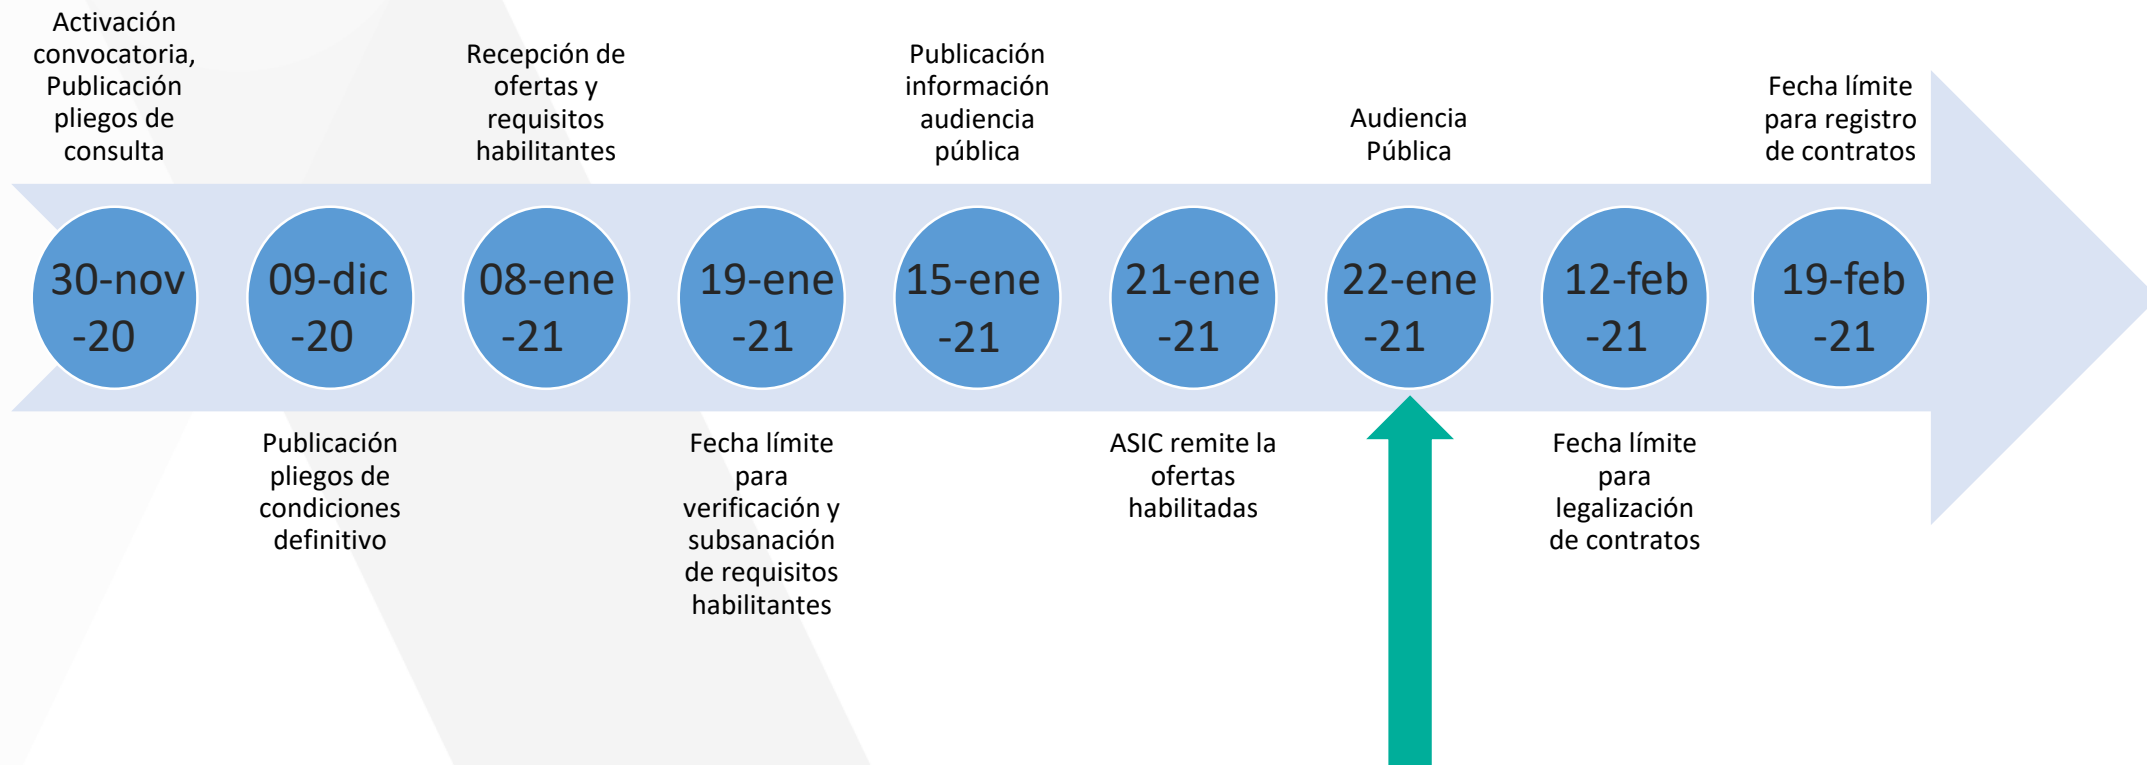 Activación
convocatoria,
Publicación
pliegos de
consulta
Recepción de
ofertas y
requisitos
habilitantes
Publicación
información
audiencia
pública
Audiencia
Pública
Fecha límite
para registro
de contratos
30-nov
-20
09-dic
-20
08-ene
-21
19-ene
-21
15-ene
-21
21-ene
-21
22-ene
-21
12-feb
-21
19-feb
-21
Publicación
pliegos de
condiciones
definitivo
Fecha límite
para
verificación y
subsanación
de requisitos
habilitantes
ASIC remite la
ofertas
habilitadas
Fecha límite
para
legalización
de contratos